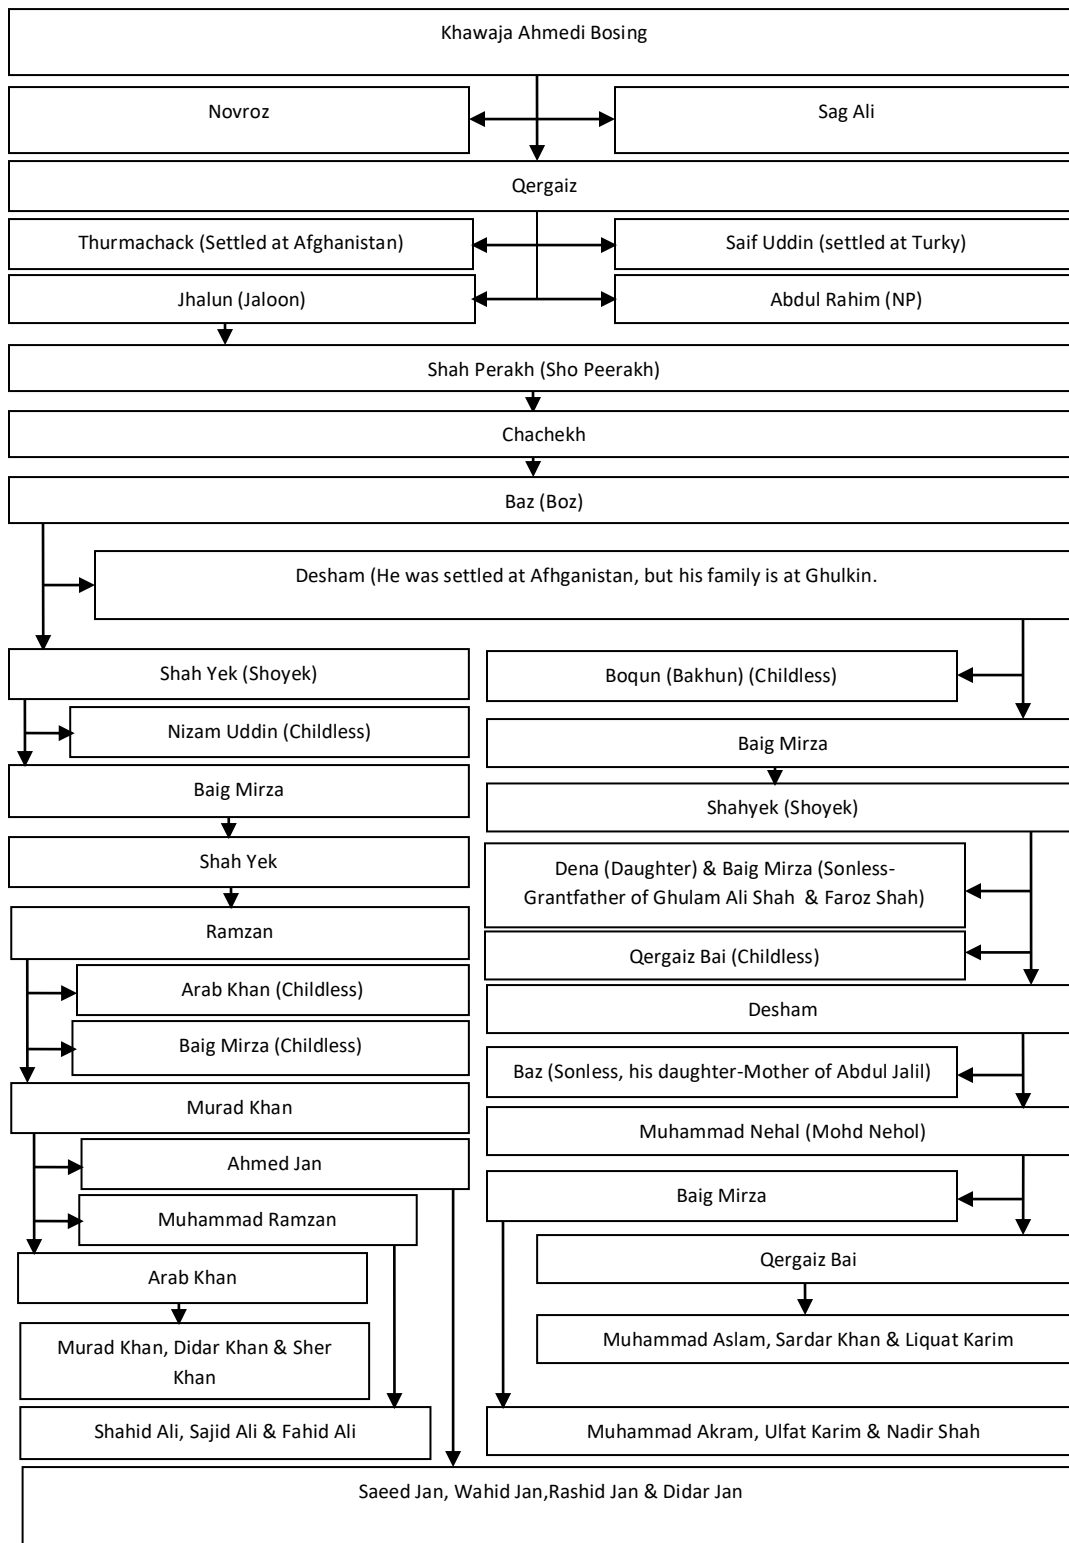 Khawaja Ahmedi Bosing
Novroz
Sag Ali
Qergaiz
Thurmachack (Settled at Afghanistan)
Saif Uddin (settled at Turky)
Jhalun (Jaloon)
Abdul Rahim (NP)
Shah Perakh (Sho Peerakh)
Chachekh
Baz (Boz)
Desham (He was settled at Afhganistan, but his family is at Ghulkin.
Shah Yek (Shoyek)
Nizam Uddin (Childless)
Baig Mirza
Shah Yek
Ramzan
Arab Khan (Childless)
Baig Mirza (Childless)
Murad Khan
Ahmed Jan
Muhammad Ramzan
Arab Khan
Murad Khan, Didar Khan & Sher
Khan
Shahid Ali, Sajid Ali & Fahid Ali
Boqun (Bakhun) (Childless)
Baig Mirza
Shahyek (Shoyek)
Dena (Daughter) & Baig Mirza (Sonless-
Grantfather of Ghulam Ali Shah & Faroz Shah)
Qergaiz Bai (Childless)
Desham
Baz (Sonless, his daughter-Mother of Abdul Jalil)
Muhammad Nehal (Mohd Nehol)
Baig Mirza
Qergaiz Bai
Muhammad Aslam, Sardar Khan & Liquat Karim
Muhammad Akram, Ulfat Karim & Nadir Shah
Saeed Jan, Wahid Jan,Rashid Jan & Didar Jan